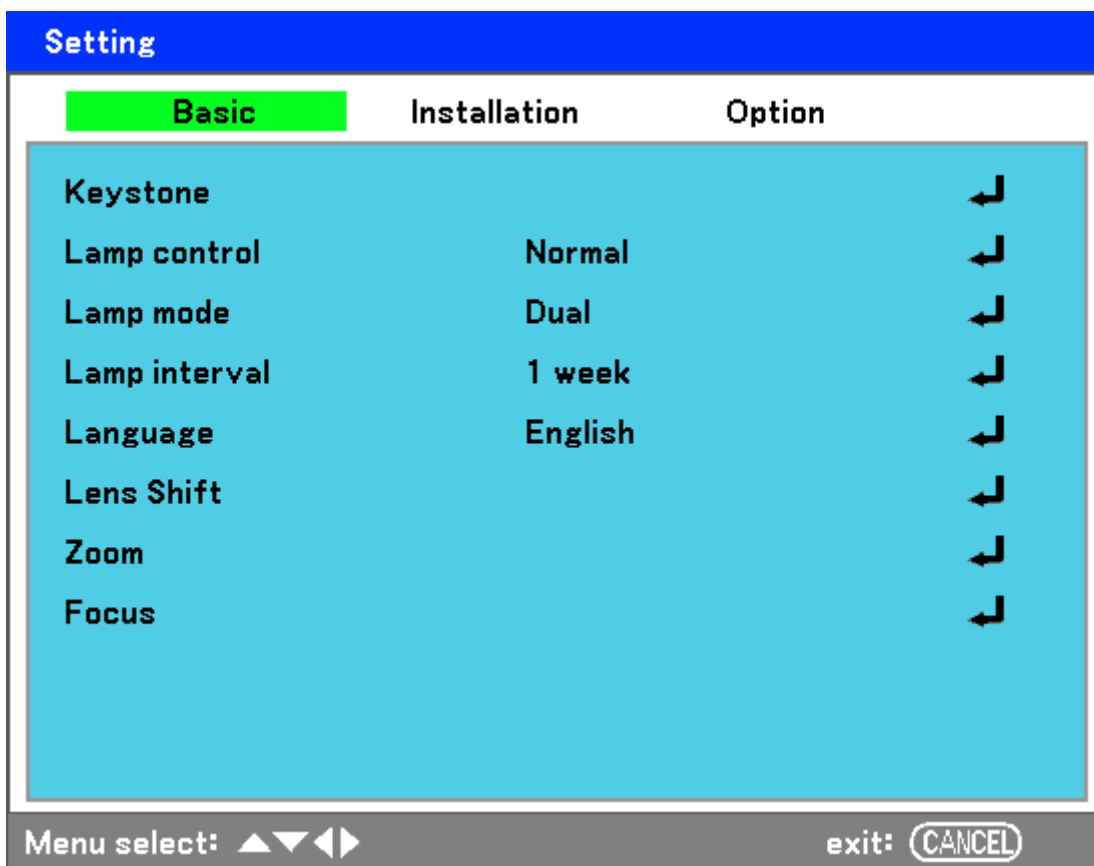 Setting
Basic Installation Option
Keystone
Lamp control Normal
Lamp mode Dual
Lamp interval 1 week
Language English
Lens Shift
Zoom
Focus
Menu select: ▲▼◀▶ exit: CANCEL